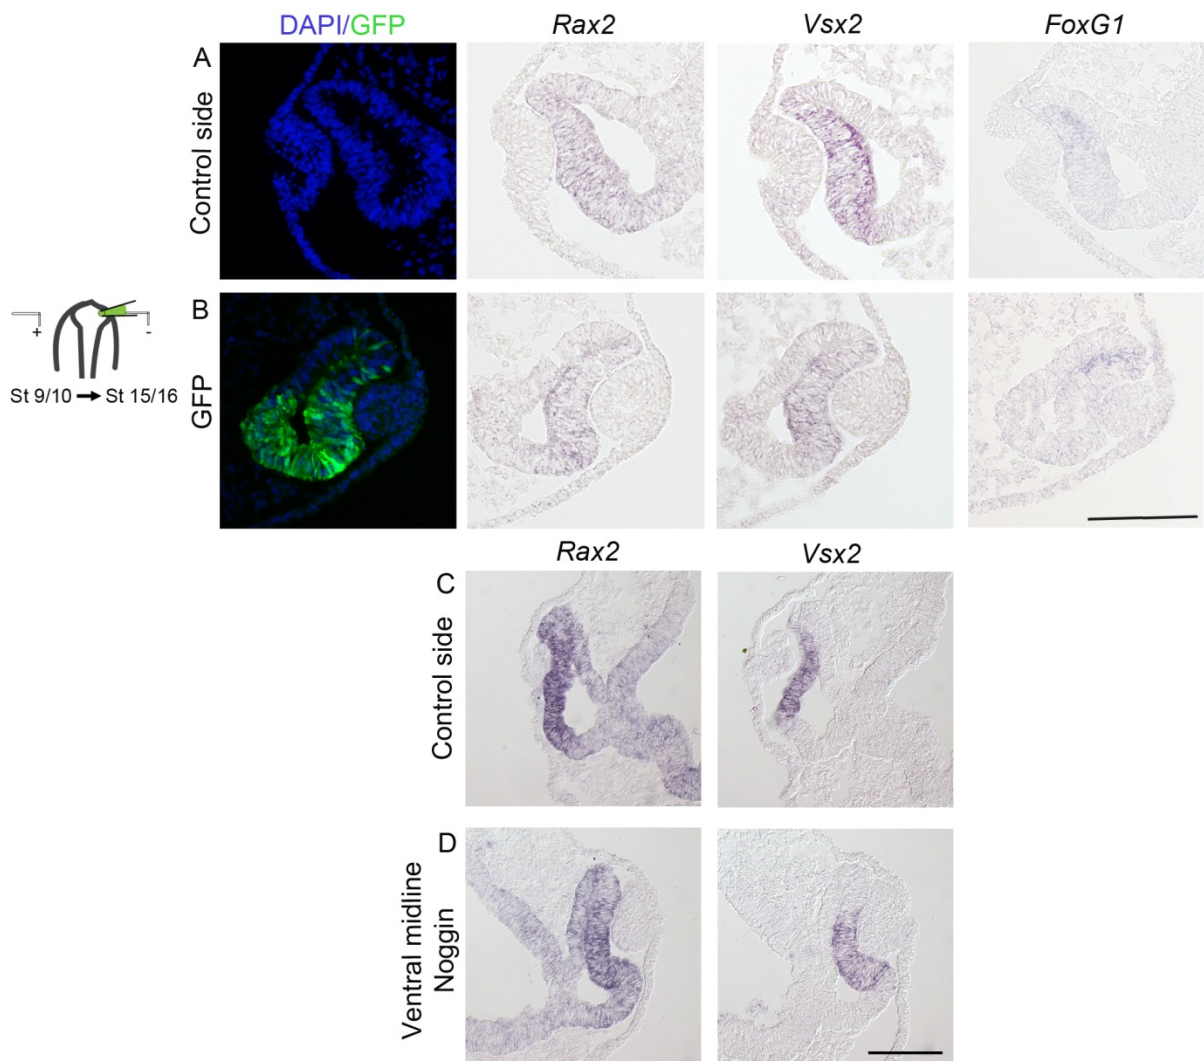 DAPI/GFP Rax2 Vsx2 FoxG1
A
Control side
B
GFP
+ -
St 9/10 → St 15/16
Rax2 Vsx2
C
Control side
D
Ventral midline
Noggin